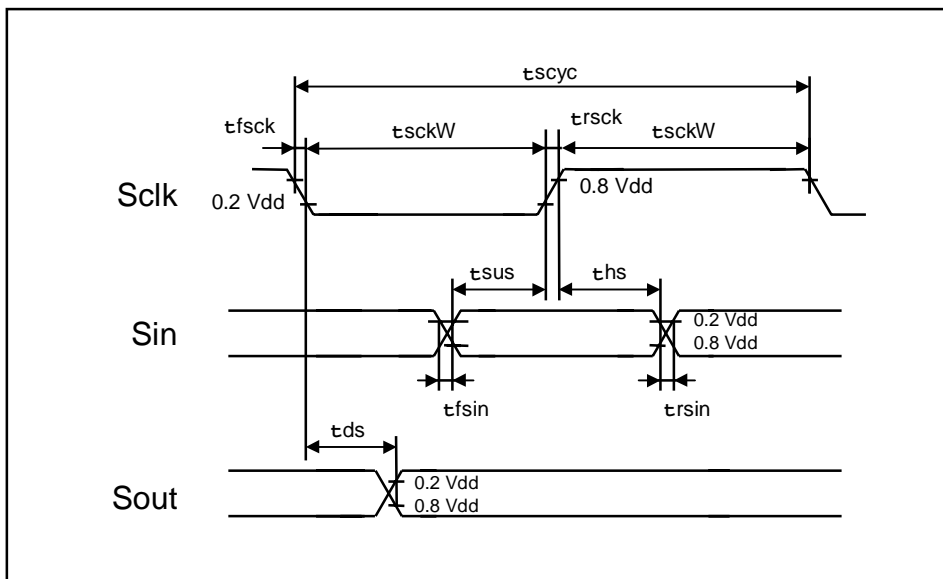 tscyc
tfsck
tsckW
trsck
tsckW
Sclk
0.2 Vdd
0.8 Vdd
tsus
ths
Sin
0.2 Vdd
0.8 Vdd
tfsin
trsin
tds
Sout
0.2 Vdd
0.8 Vdd